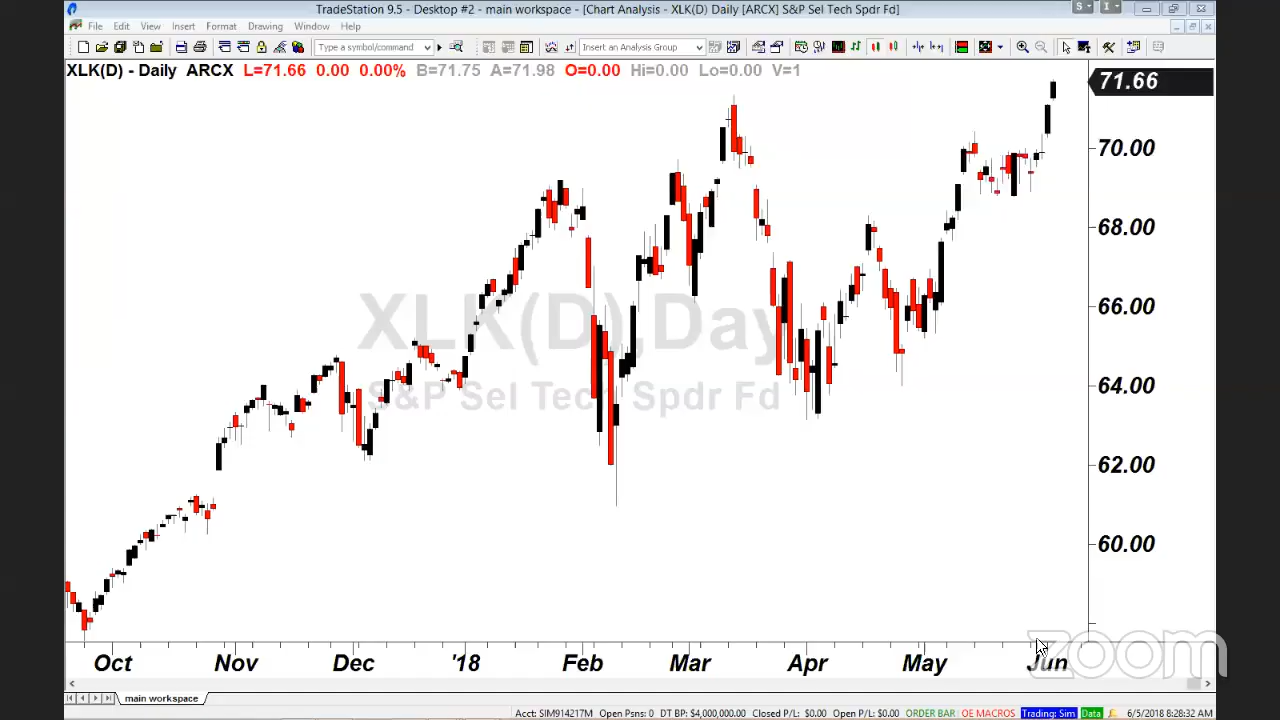 TradeStation 9.5 - Desktop #2 - main workspace - [Chart Analysis - XLK(D) Daily [ARCX] S&P Sel Tech Spdr Fd]
S I
File Edit View Insert Format Drawing Window Help
Type a symbol/command Insert an Analysis Group
XLK(D) - Daily ARCX L=71.66 0.00 0.00% B=71.75 A=71.98 O=0.00 Hi=0.00 Lo=0.00 V=1
71.66
70.00
68.00
66.00
64.00
62.00
60.00
XLK(D),Day
S&P Sel Tech Spdr Fd
Oct Nov Dec '18 Feb Mar Apr May Jun
zoom
main workspace
Acct: SIM914217M Open Psns: 0 DT BP: $4,000,000.00 Closed P/L: $0.00 Open P/L: $0.00 ORDER BAR OE MACROS Trading: Sim Data 6/5/2018 8:28:32 AM